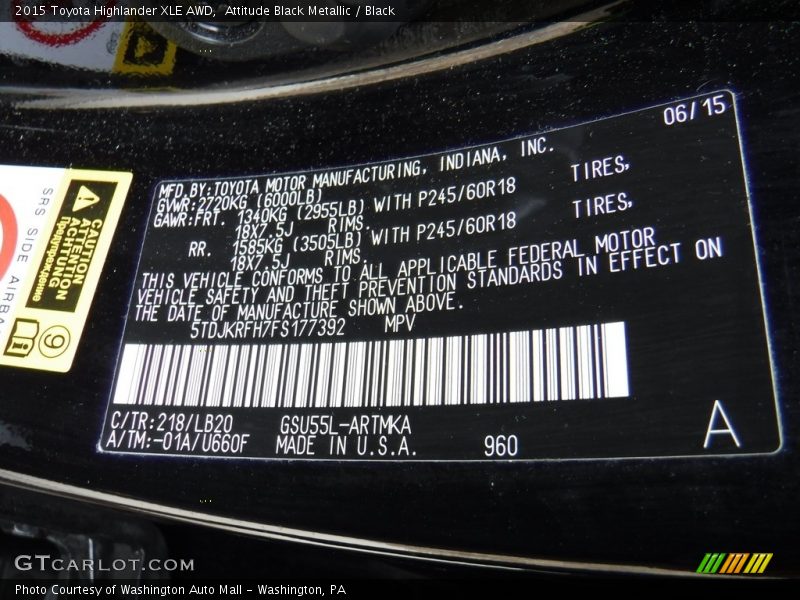 2015 Toyota Highlander XLE AWD,  Attitude Black Metallic / Black
06/15
MFD.BY:TOYOTA MOTOR MANUFACTURING, INDIANA, INC.
GVWR:2720KG (6000LB)
GAWR:FRT. 1340KG (2955LB) WITH P245/60R18 TIRES,
18X7.5J RIMS.
RR. 1585KG (3505LB) WITH P245/60R18 TIRES,
18X7.5J RIMS.
THIS VEHICLE CONFORMS TO ALL APPLICABLE FEDERAL MOTOR
VEHICLE SAFETY AND THEFT PREVENTION STANDARDS IN EFFECT ON
THE DATE OF MANUFACTURE SHOWN ABOVE.
5TDJKRFH7FS177392 MPV
C/TR:218/LB20 GSU55L-ARTMKA
A/TM:-01A/U660F MADE IN U.S.A. 960
A
SRS SIDE AIRBAG
CAUTION
ATTENTION
ACHTUNG
Предупреждение
GTCARLOT.COM
Photo Courtesy of Washington Auto Mall - Washington, PA